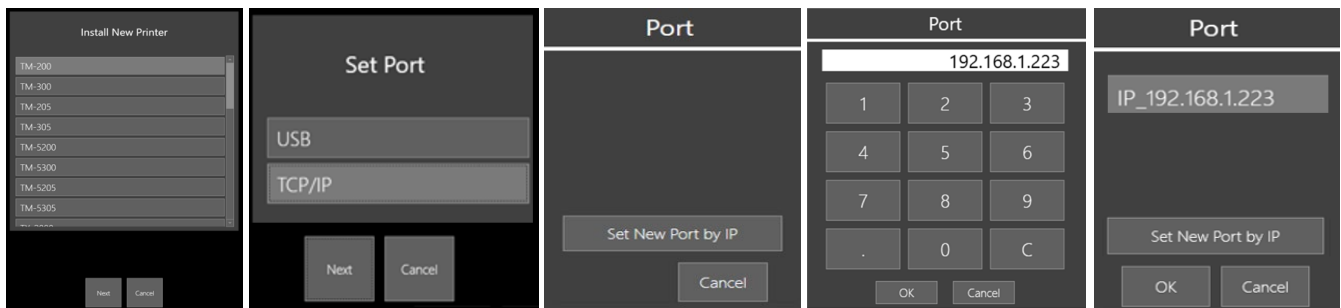 Install New Printer
TM-200
TM-300
TM-205
TM-305
TM-5200
TM-5300
TM-5205
TM-5305
Next
Cancel
Set Port
USB
TCP/IP
Next
Cancel
Port
Set New Port by IP
Cancel
Port
192.168.1.223
1
2
3
4
5
6
7
8
9
.
0
C
OK
Cancel
Port
IP_192.168.1.223
Set New Port by IP
OK
Cancel